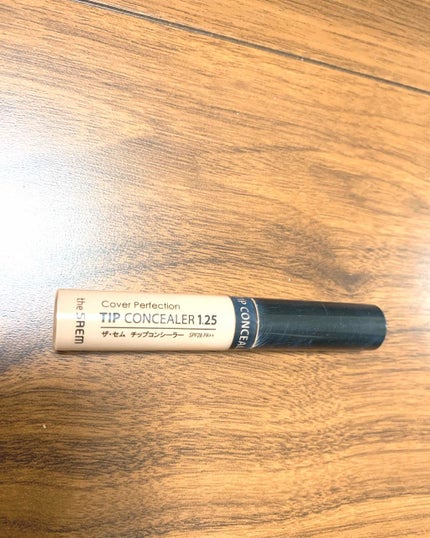 the SAEM
Cover Perfection
TIP CONCEALER 1.25
ザ・セム チップコンシーラー SPF28 PA++
TIP CONCEAL